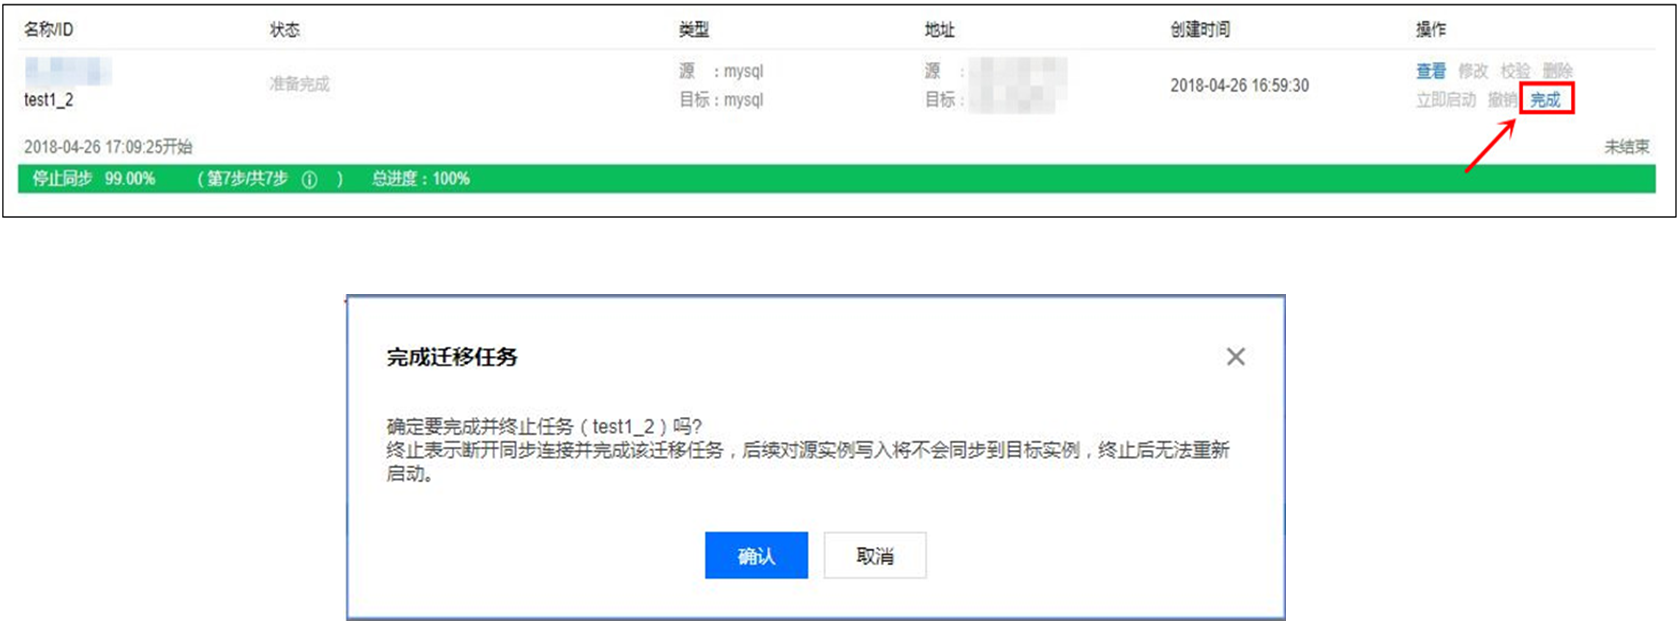 名称/ID 状态 类型 地址 创建时间 操作
源 : mysql 源 : 查看 修改 校验 删除
准备完成 2018-04-26 16:59:30
test1_2 目标 : mysql 目标 : 立即启动 撤销 完成
2018-04-26 17:09:25开始 未结束
停止同步 99.00% ( 第7步/共7步 ⓘ ) 总进度 : 100%
完成迁移任务
确定要完成并终止任务（test1_2）吗?
终止表示断开同步连接并完成该迁移任务，后续对源实例写入将不会同步到目标实例，终止后无法重新
启动。
确认 取消